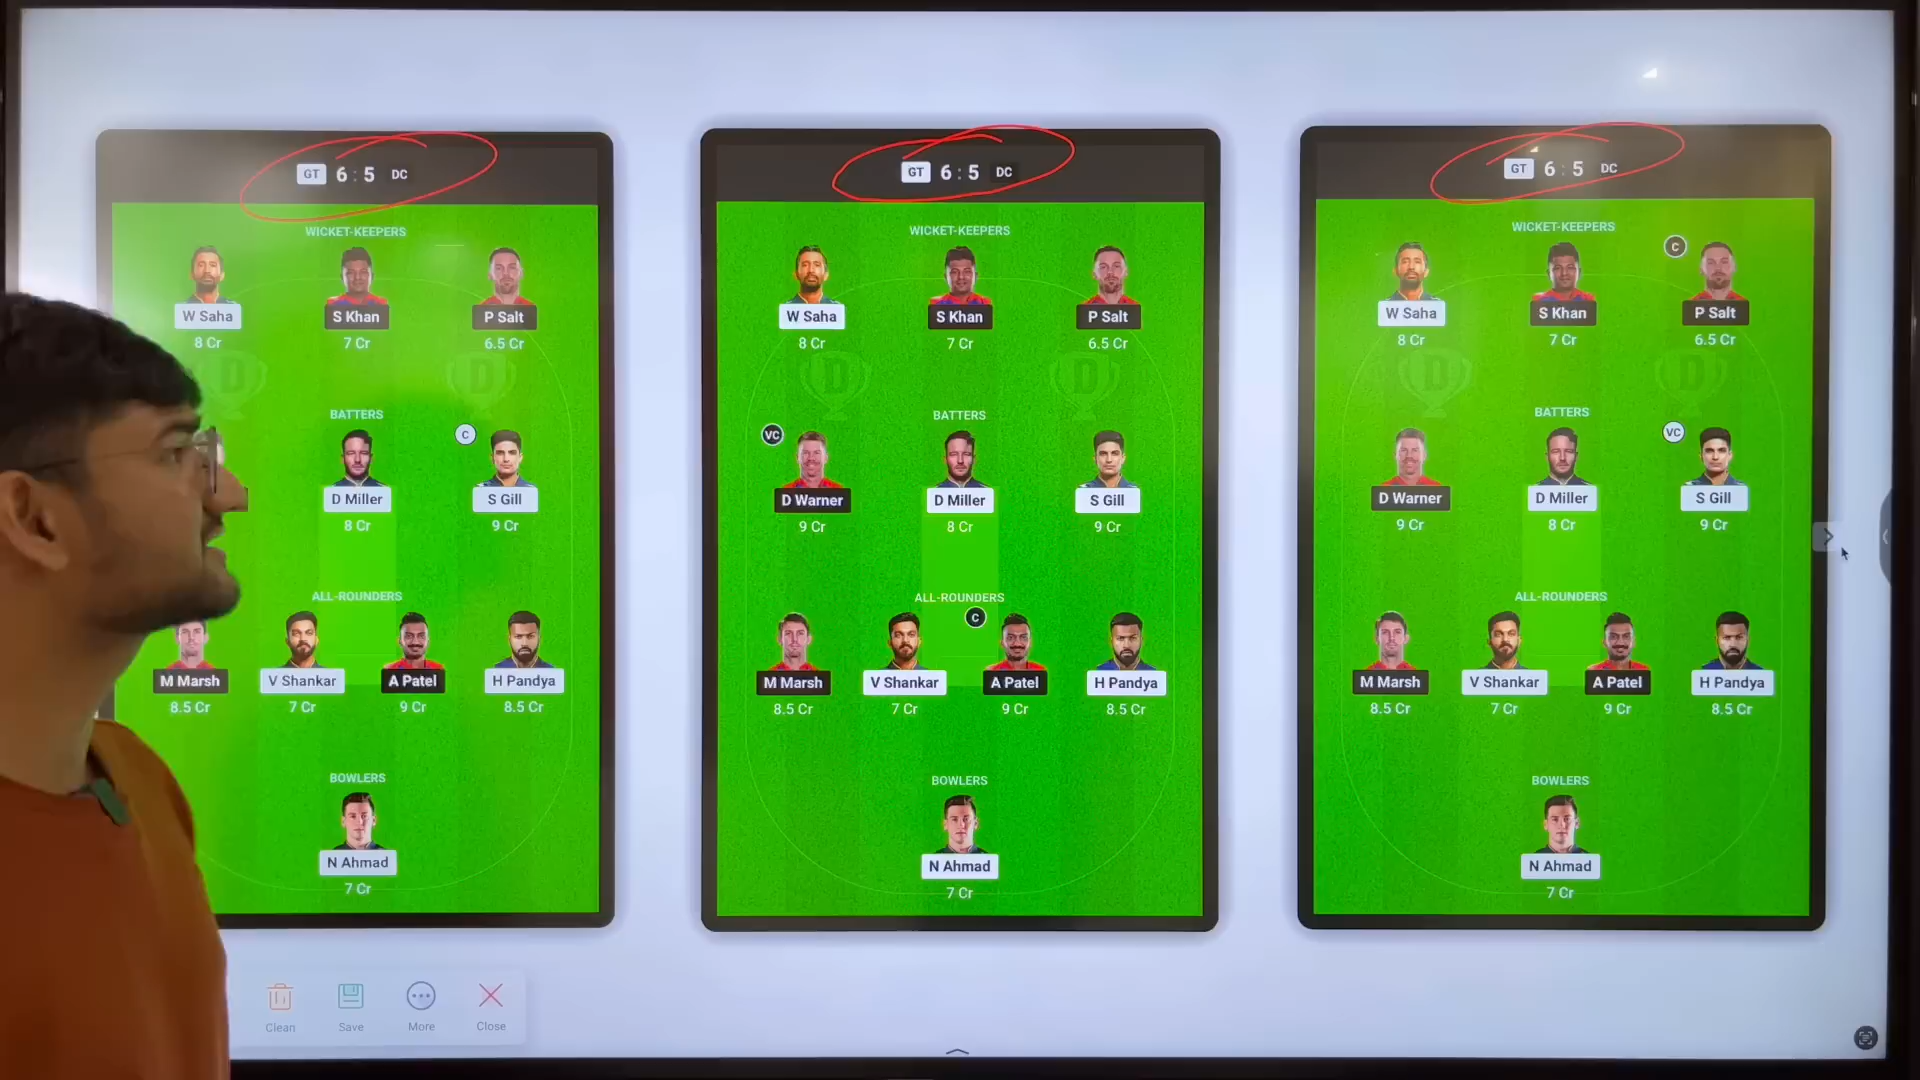 GT 6 : 5 DC
WICKET-KEEPERS
W Saha S Khan P Salt
8 Cr 7 Cr 6.5 Cr
BATTERS
C
D Miller S Gill
8 Cr 9 Cr
ALL-ROUNDERS
M Marsh V Shankar A Patel H Pandya
8.5 Cr 7 Cr 9 Cr 8.5 Cr
BOWLERS
N Ahmad
7 Cr
GT 6 : 5 DC
WICKET-KEEPERS
W Saha S Khan P Salt
8 Cr 7 Cr 6.5 Cr
D D
BATTERS
VC
D Warner D Miller S Gill
9 Cr 8 Cr 9 Cr
ALL-ROUNDERS
C
M Marsh V Shankar A Patel H Pandya
8.5 Cr 7 Cr 9 Cr 8.5 Cr
BOWLERS
N Ahmad
7 Cr
GT 6 : 5 DC
WICKET-KEEPERS
C
W Saha S Khan P Salt
8 Cr 7 Cr 6.5 Cr
D D
BATTERS
VC
D Warner D Miller S Gill
9 Cr 8 Cr 9 Cr
ALL-ROUNDERS
M Marsh V Shankar A Patel H Pandya
8.5 Cr 7 Cr 9 Cr 8.5 Cr
BOWLERS
N Ahmad
7 Cr
Clean Save More Close